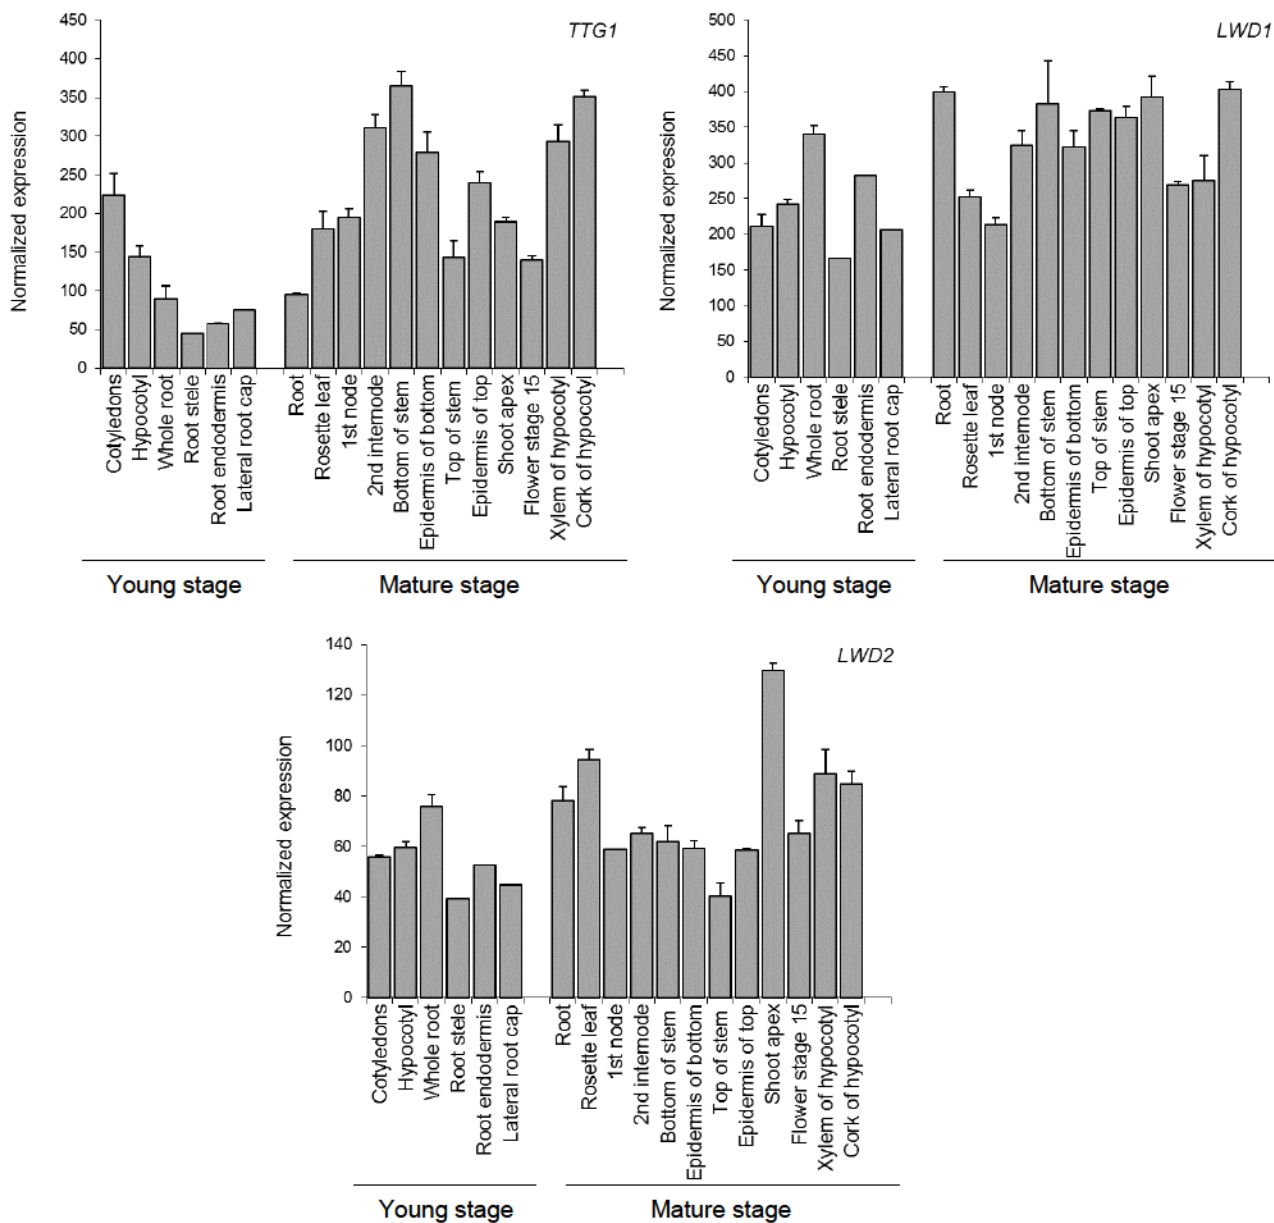 TTG1
Normalized expression
450
400
350
300
250
200
150
100
50
0
Cotyledons
Hypocotyl
Whole root
Root stele
Root endodermis
Lateral root cap
Root
Rosette leaf
1st node
2nd internode
Bottom of stem
Epidermis of bottom
Top of stem
Epidermis of top
Shoot apex
Flower stage 15
Xylem of hypocotyl
Cork of hypocotyl
Young stage
Mature stage
LWD1
Normalized expression
500
450
400
350
300
250
200
150
100
50
0
Cotyledons
Hypocotyl
Whole root
Root stele
Root endodermis
Lateral root cap
Root
Rosette leaf
1st node
2nd internode
Bottom of stem
Epidermis of bottom
Top of stem
Epidermis of top
Shoot apex
Flower stage 15
Xylem of hypocotyl
Cork of hypocotyl
Young stage
Mature stage
LWD2
Normalized expression
140
120
100
80
60
40
20
0
Cotyledons
Hypocotyl
Whole root
Root stele
Root endodermis
Lateral root cap
Root
Rosette leaf
1st node
2nd internode
Bottom of stem
Epidermis of bottom
Top of stem
Epidermis of top
Shoot apex
Flower stage 15
Xylem of hypocotyl
Cork of hypocotyl
Young stage
Mature stage